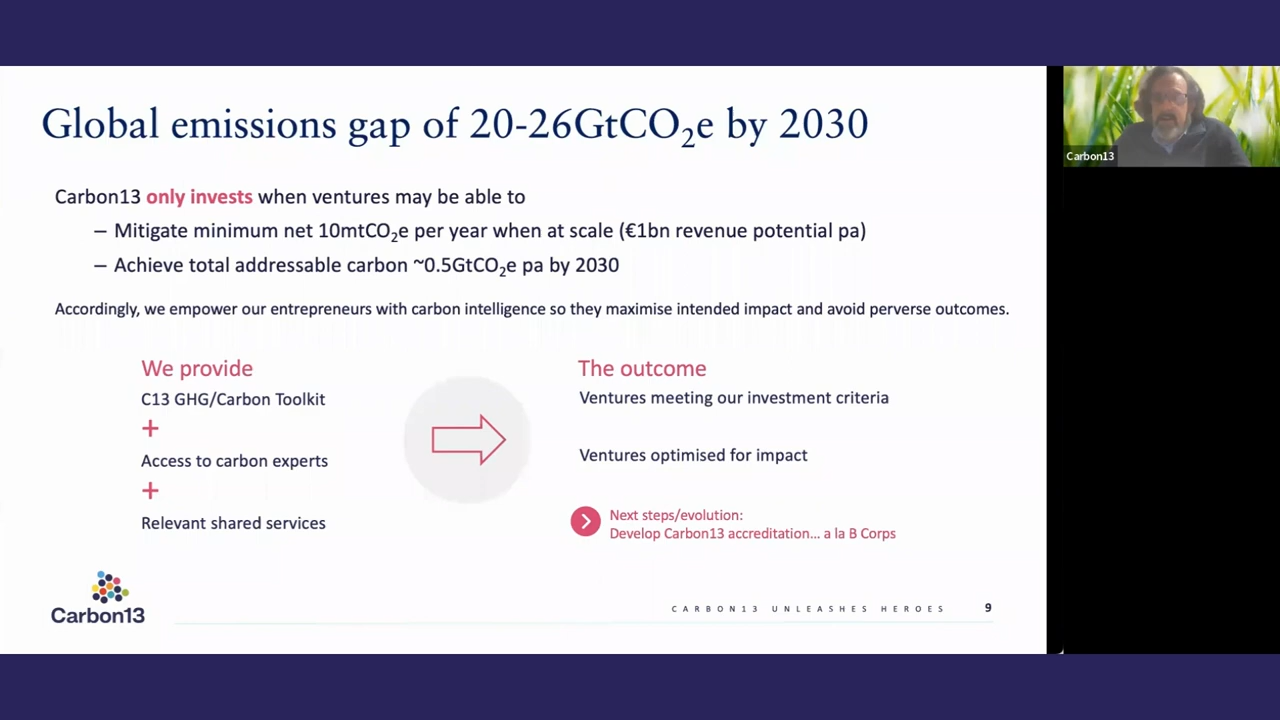 Global emissions gap of 20-26GtCO₂e by 2030
Carbon13
Carbon13 only invests when ventures may be able to
– Mitigate minimum net 10mtCO₂e per year when at scale (€1bn revenue potential pa)
– Achieve total addressable carbon ~0.5GtCO₂e pa by 2030
Accordingly, we empower our entrepreneurs with carbon intelligence so they maximise intended impact and avoid perverse outcomes.
We provide
C13 GHG/Carbon Toolkit
+
Access to carbon experts
+
Relevant shared services
The outcome
Ventures meeting our investment criteria
Ventures optimised for impact
Next steps/evolution:
Develop Carbon13 accreditation... a la B Corps
Carbon13
CARBON13 UNLEASHES HEROES
9